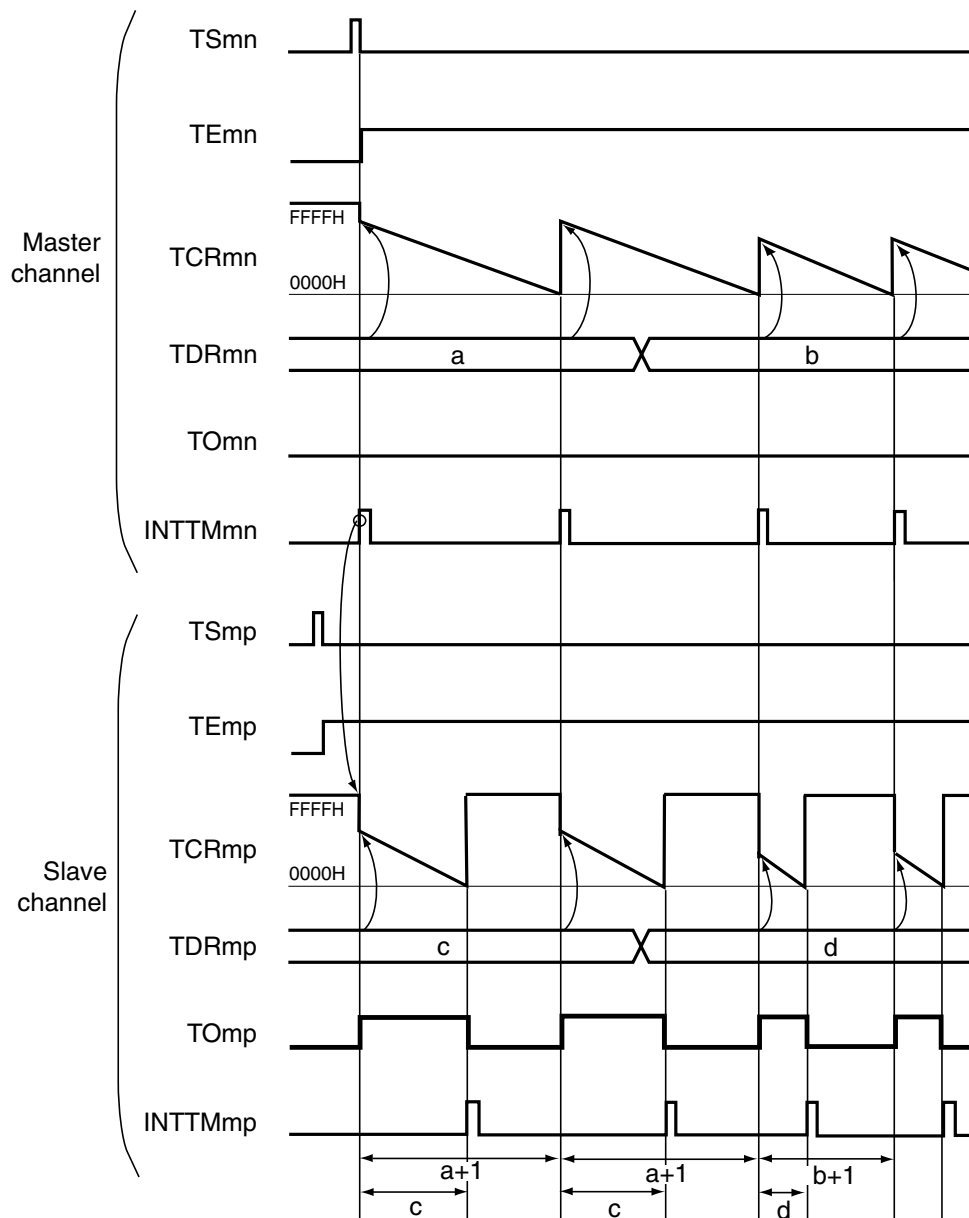 TSmn
TEmn
FFFFH
Master
channel
TCRmn
0000H
TDRmn
a
b
TOmn
INTTMmn
TSmp
TEmp
FFFFH
TCRmp
0000H
Slave
channel
TDRmp
c
d
TOmp
INTTMmp
a+1
a+1
b+1
c
c
d